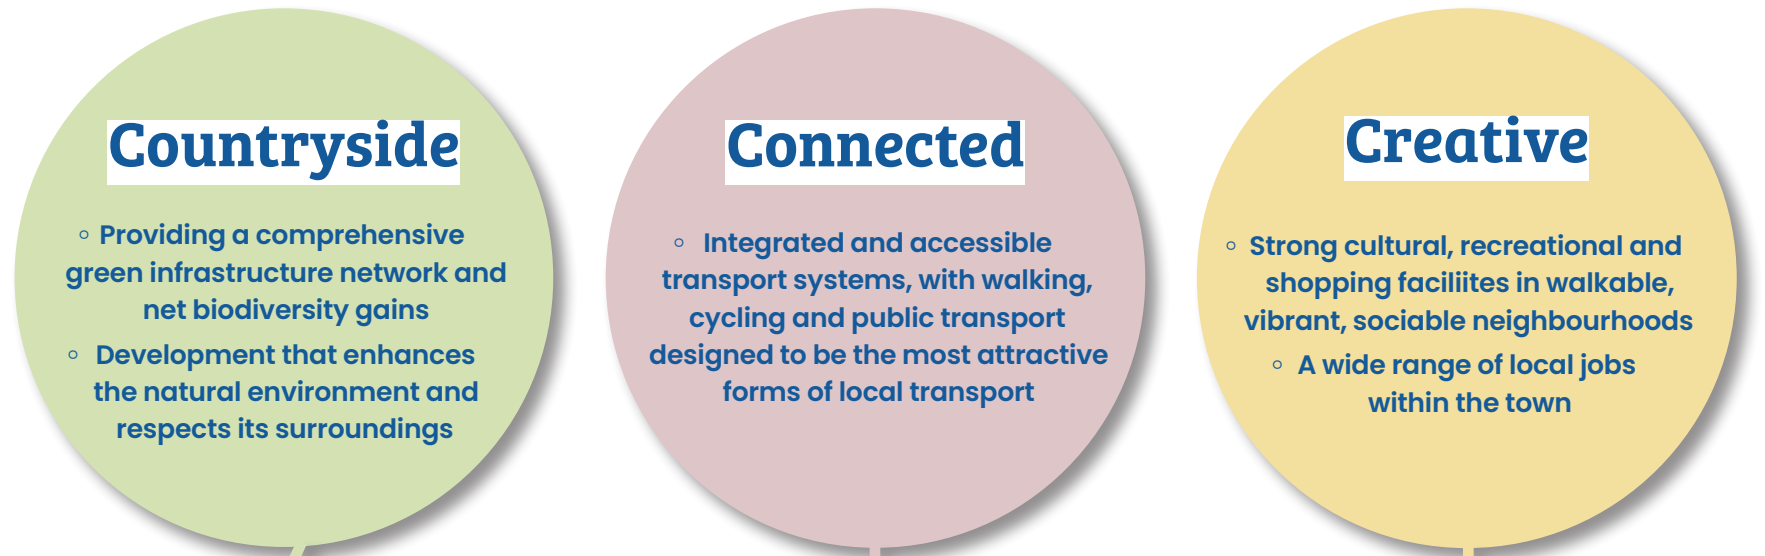 Countryside
◦ Providing a comprehensive
green infrastructure network and
net biodiversity gains
◦ Development that enhances
the natural environment and
respects its surroundings
Connected
◦ Integrated and accessible
transport systems, with walking,
cycling and public transport
designed to be the most attractive
forms of local transport
Creative
◦ Strong cultural, recreational and
shopping faciliites in walkable,
vibrant, sociable neighbourhoods
◦ A wide range of local jobs
within the town